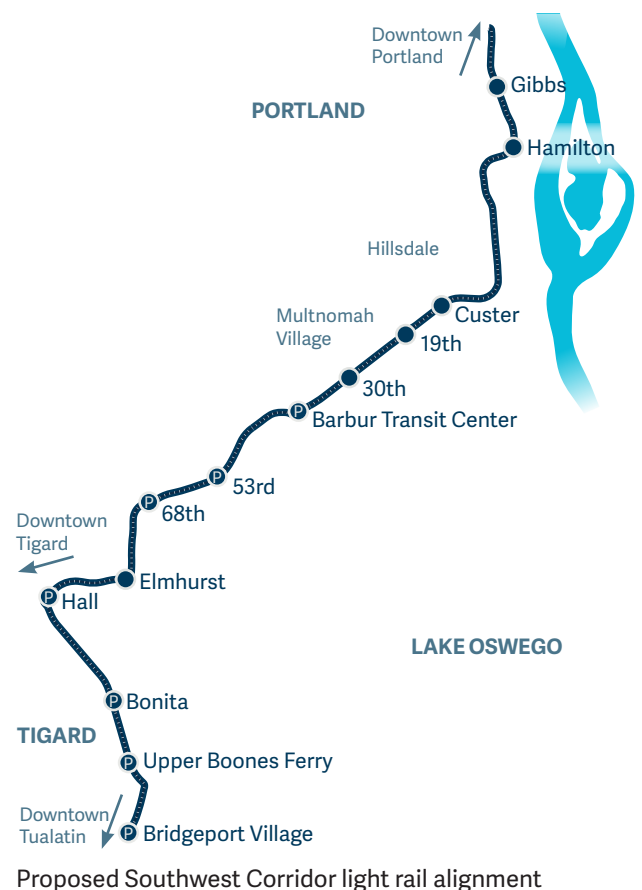 Downtown
Portland
Gibbs
PORTLAND
Hamilton
Hillsdale
Custer
Multnomah
Village
19th
30th
Barbur Transit Center
P
53rd
P
68th
P
Downtown
Tigard
Elmhurst
Hall
P
LAKE OSWEGO
Bonita
P
TIGARD
Upper Boones Ferry
P
Downtown
Tualatin
Bridgeport Village
P
Proposed Southwest Corridor light rail alignment